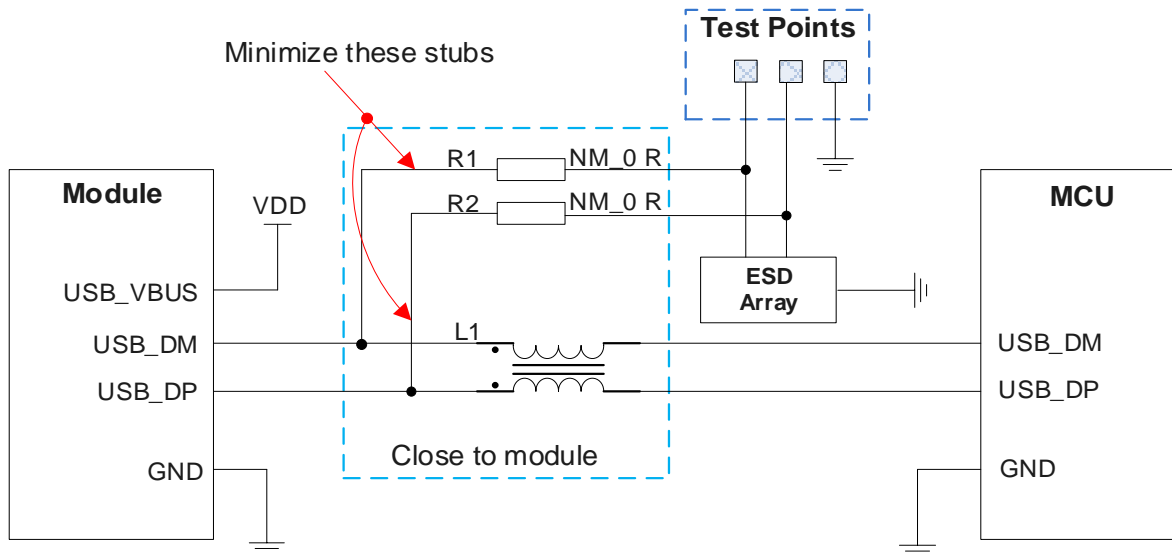 Test Points
Minimize these stubs
R1
NM_0 R
Module
MCU
VDD
R2
NM_0 R
ESD
Array
USB_VBUS
USB_DM
L1
USB_DM
USB_DP
USB_DP
Close to module
GND
GND